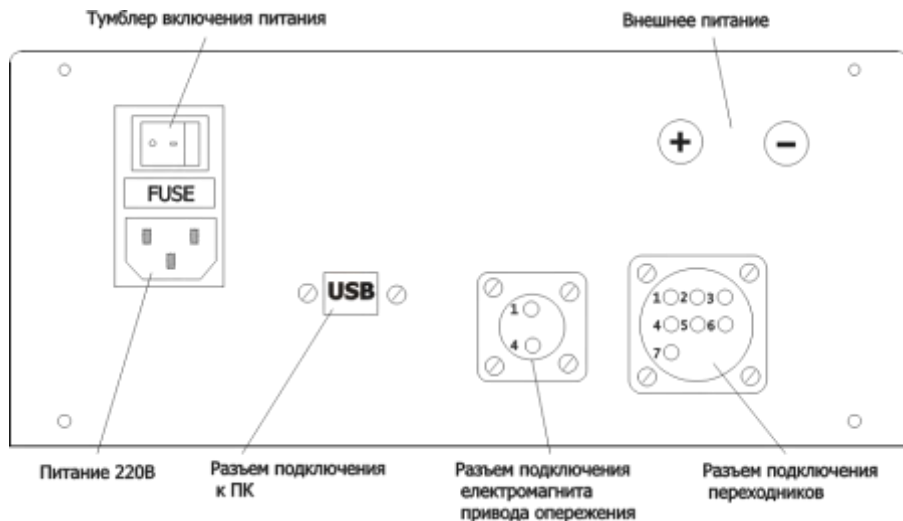 Тумблер включения питания
Внешнее питание
+ −
FUSE
USB
1
4
1 2 3
4 5 6
7
Питание 220В
Разъем подключения
к ПК
Разъем подключения
електромагнита
привода опережения
Разъем подключения
переходников